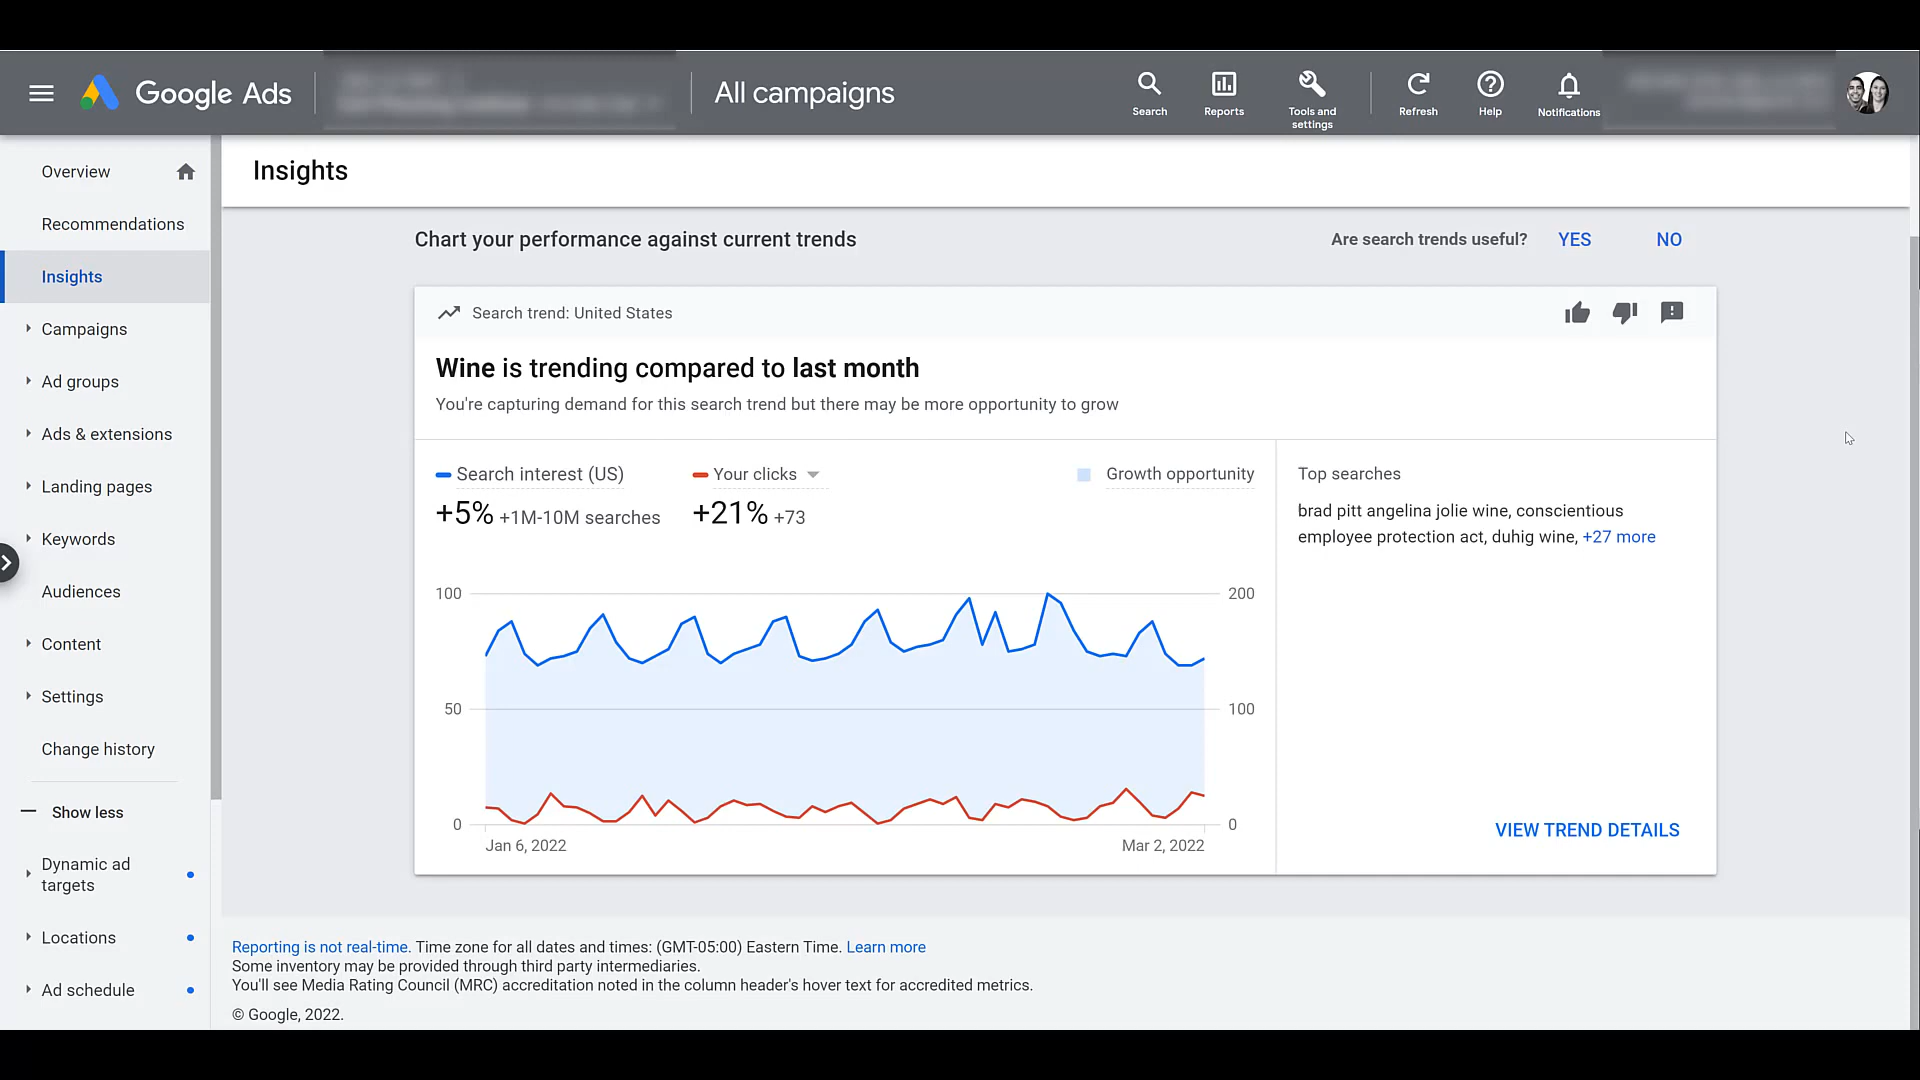 Google Ads
All campaigns
Search
Reports
Tools and
settings
Refresh
Help
Notifications
Overview
Recommendations
Insights
Campaigns
Ad groups
Ads & extensions
Landing pages
Keywords
Audiences
Content
Settings
Change history
Show less
Dynamic ad
targets
Locations
Ad schedule
Insights
Chart your performance against current trends
Are search trends useful? YES NO
Search trend: United States
Wine is trending compared to last month
You're capturing demand for this search trend but there may be more opportunity to grow
Search interest (US)
+5% +1M-10M searches
Your clicks
+21% +73
Growth opportunity
100
50
0
200
100
0
Jan 6, 2022
Mar 2, 2022
Top searches
brad pitt angelina jolie wine, conscientious
employee protection act, duhig wine, +27 more
VIEW TREND DETAILS
Reporting is not real-time. Time zone for all dates and times: (GMT-05:00) Eastern Time. Learn more
Some inventory may be provided through third party intermediaries.
You'll see Media Rating Council (MRC) accreditation noted in the column header's hover text for accredited metrics.
© Google, 2022.